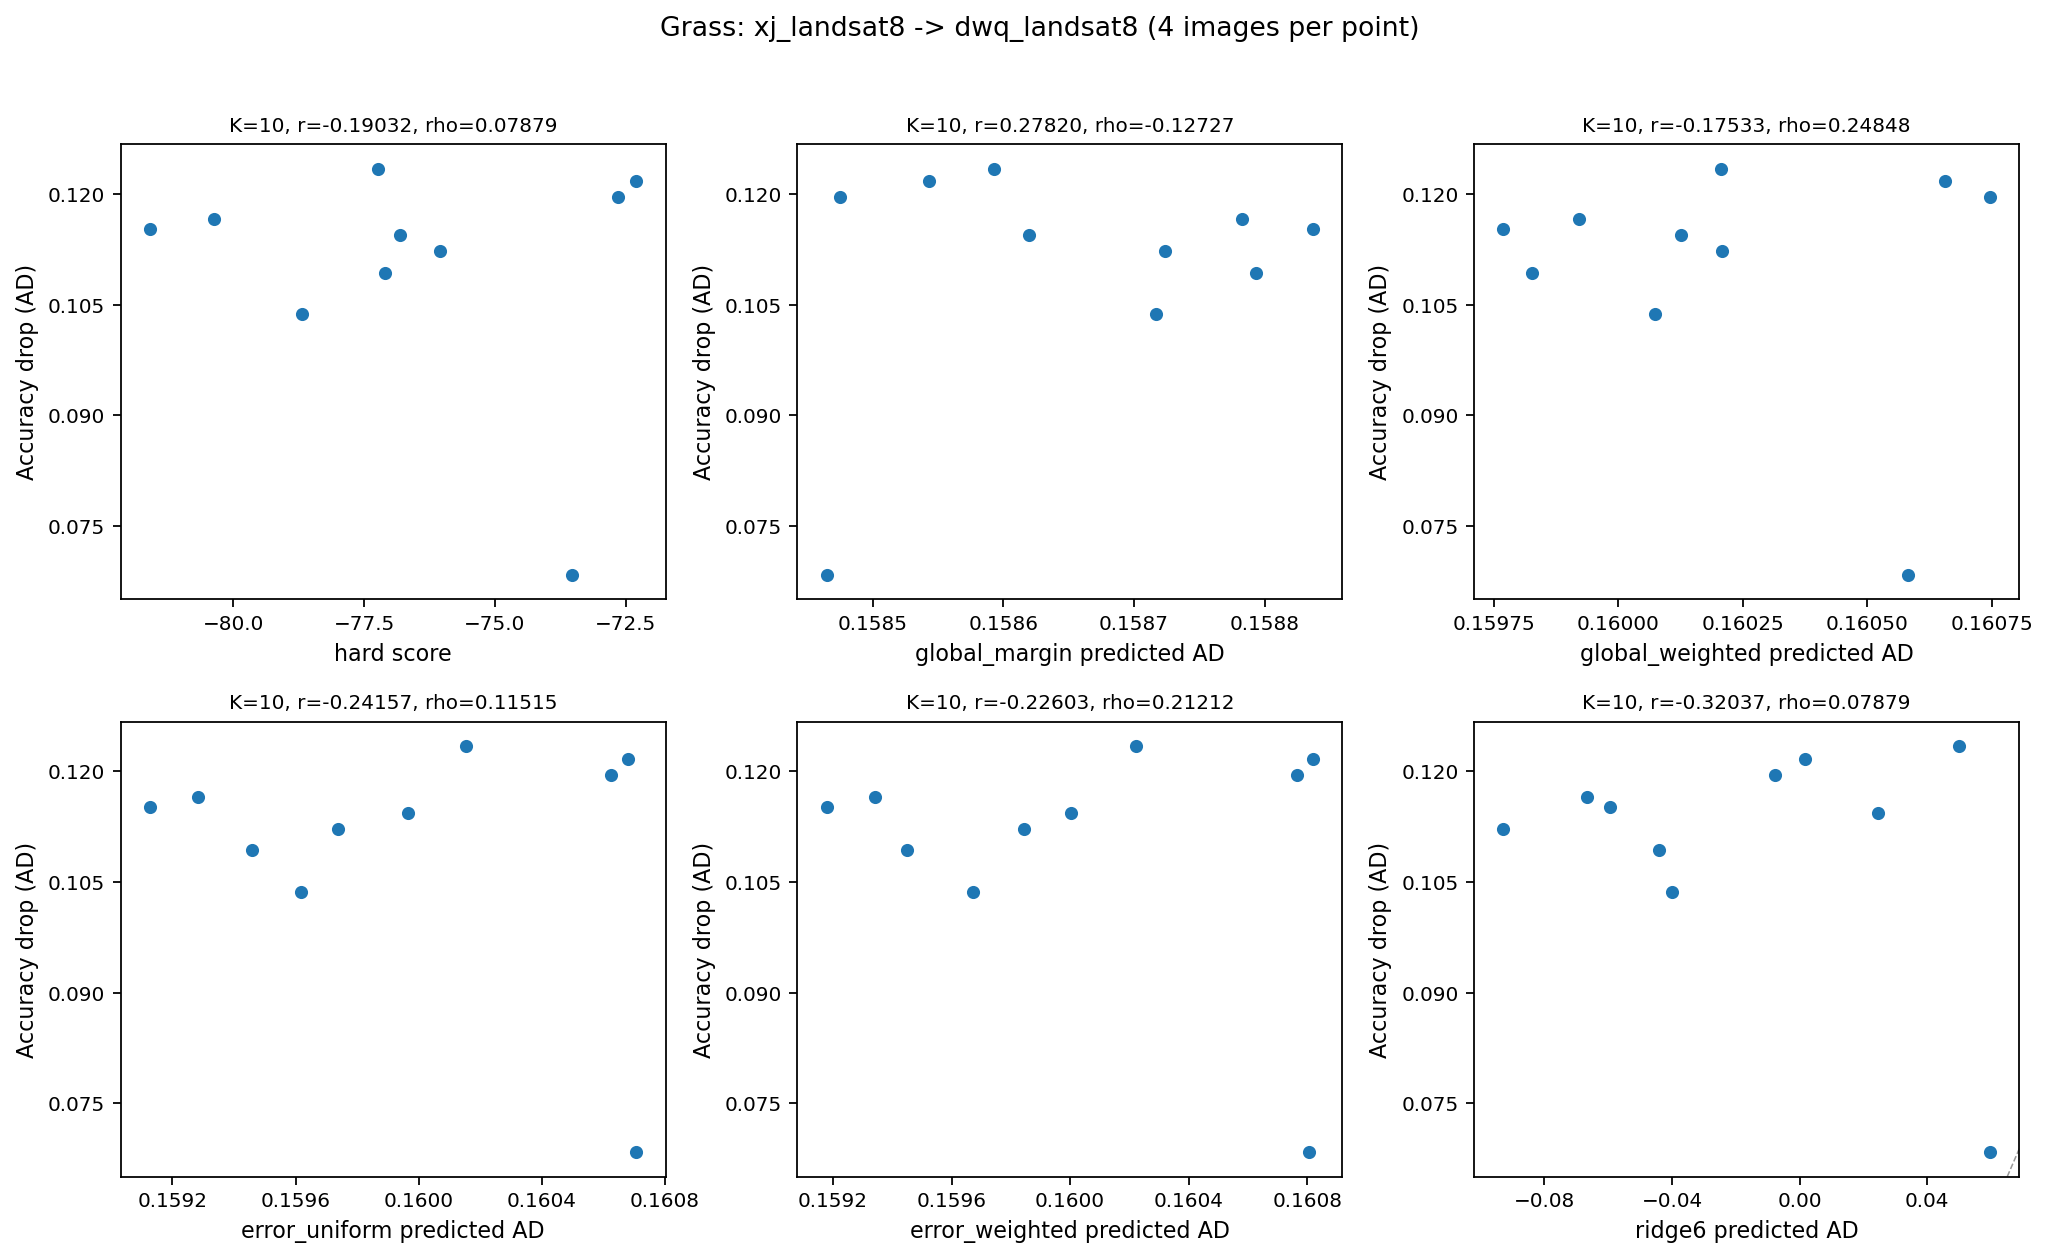 Grass: xj_landsat8 -> dwq_landsat8 (4 images per point)
K=10, r=-0.19032, rho=0.07879
Accuracy drop (AD)
0.120
0.105
0.090
0.075
−80.0 −77.5 −75.0 −72.5
hard score
K=10, r=0.27820, rho=-0.12727
Accuracy drop (AD)
0.120
0.105
0.090
0.075
0.1585 0.1586 0.1587 0.1588
global_margin predicted AD
K=10, r=-0.17533, rho=0.24848
Accuracy drop (AD)
0.120
0.105
0.090
0.075
0.15975 0.16000 0.16025 0.16050 0.16075
global_weighted predicted AD
K=10, r=-0.24157, rho=0.11515
Accuracy drop (AD)
0.120
0.105
0.090
0.075
0.1592 0.1596 0.1600 0.1604 0.1608
error_uniform predicted AD
K=10, r=-0.22603, rho=0.21212
Accuracy drop (AD)
0.120
0.105
0.090
0.075
0.1592 0.1596 0.1600 0.1604 0.1608
error_weighted predicted AD
K=10, r=-0.32037, rho=0.07879
Accuracy drop (AD)
0.120
0.105
0.090
0.075
−0.08 −0.04 0.00 0.04
ridge6 predicted AD